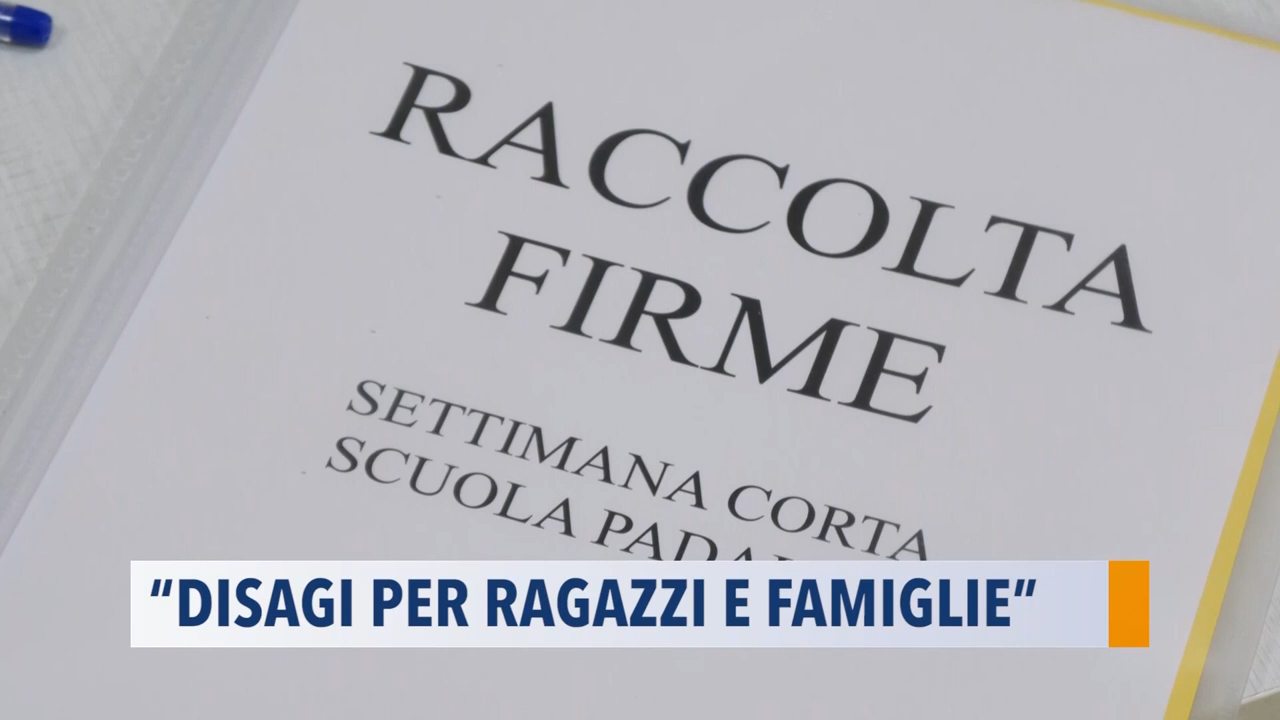 RACCOLTA
FIRME
SETTIMANA CORTA
SCUOLA
“DISAGI PER RAGAZZI E FAMIGLIE”